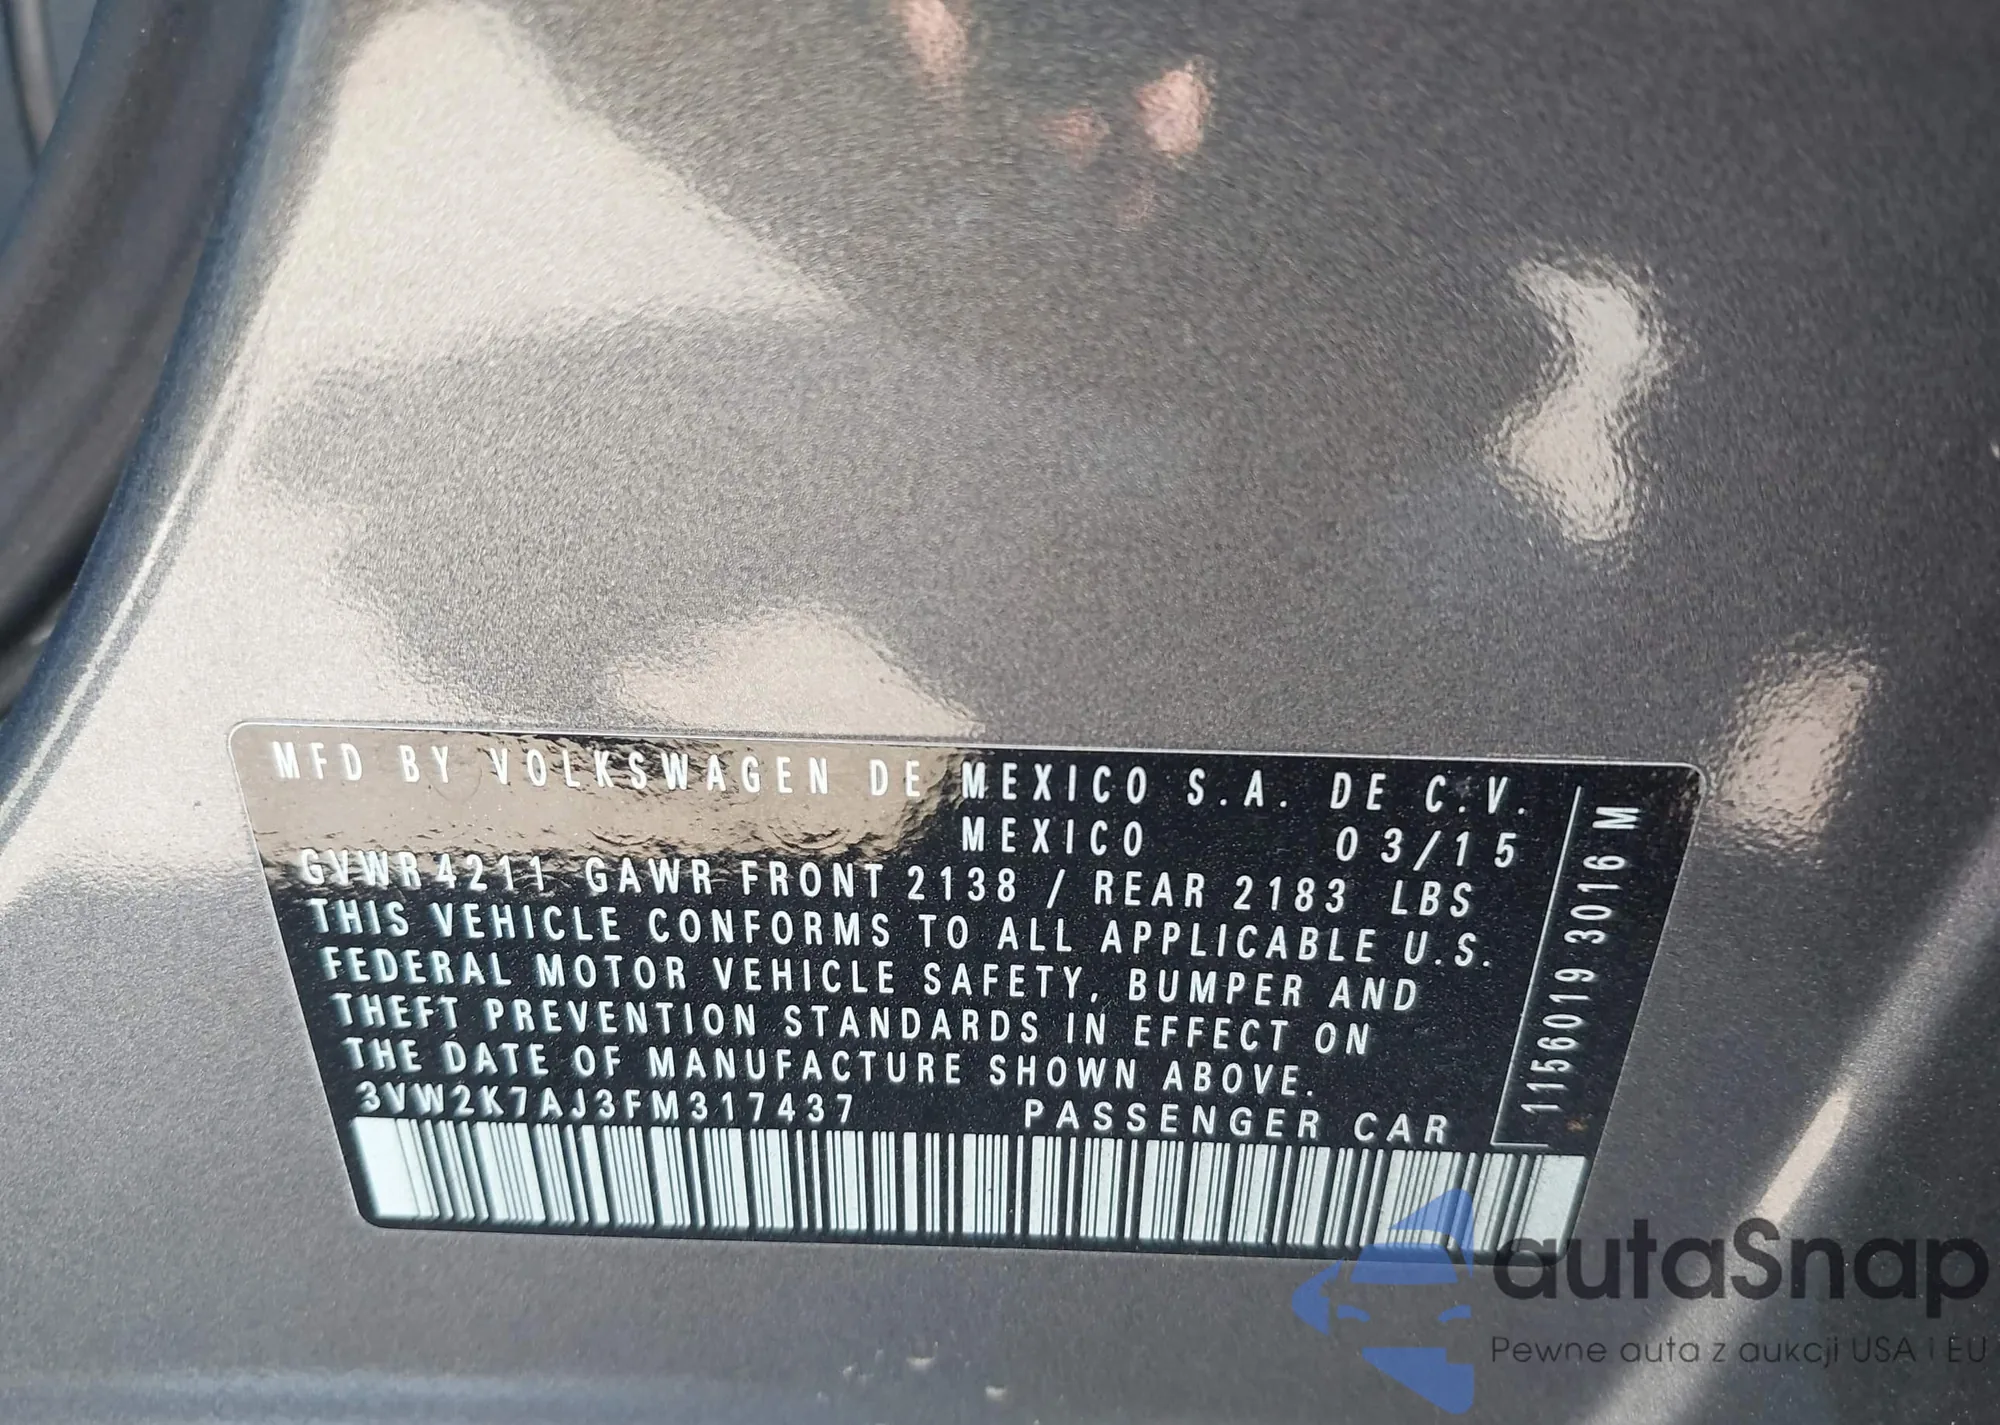 MFD BY VOLKSWAGEN DE MEXICO S.A. DE C.V.
MEXICO 03/15
GVWR 4211 GAWR FRONT 2138 / REAR 2183 LBS
THIS VEHICLE CONFORMS TO ALL APPLICABLE U.S.
FEDERAL MOTOR VEHICLE SAFETY, BUMPER AND
THEFT PREVENTION STANDARDS IN EFFECT ON
THE DATE OF MANUFACTURE SHOWN ABOVE.
3VW2K7AJ3FM317437 PASSENGER CAR
1156019 3016 M
autaSnap
Pewne auta z aukcji USA i EU